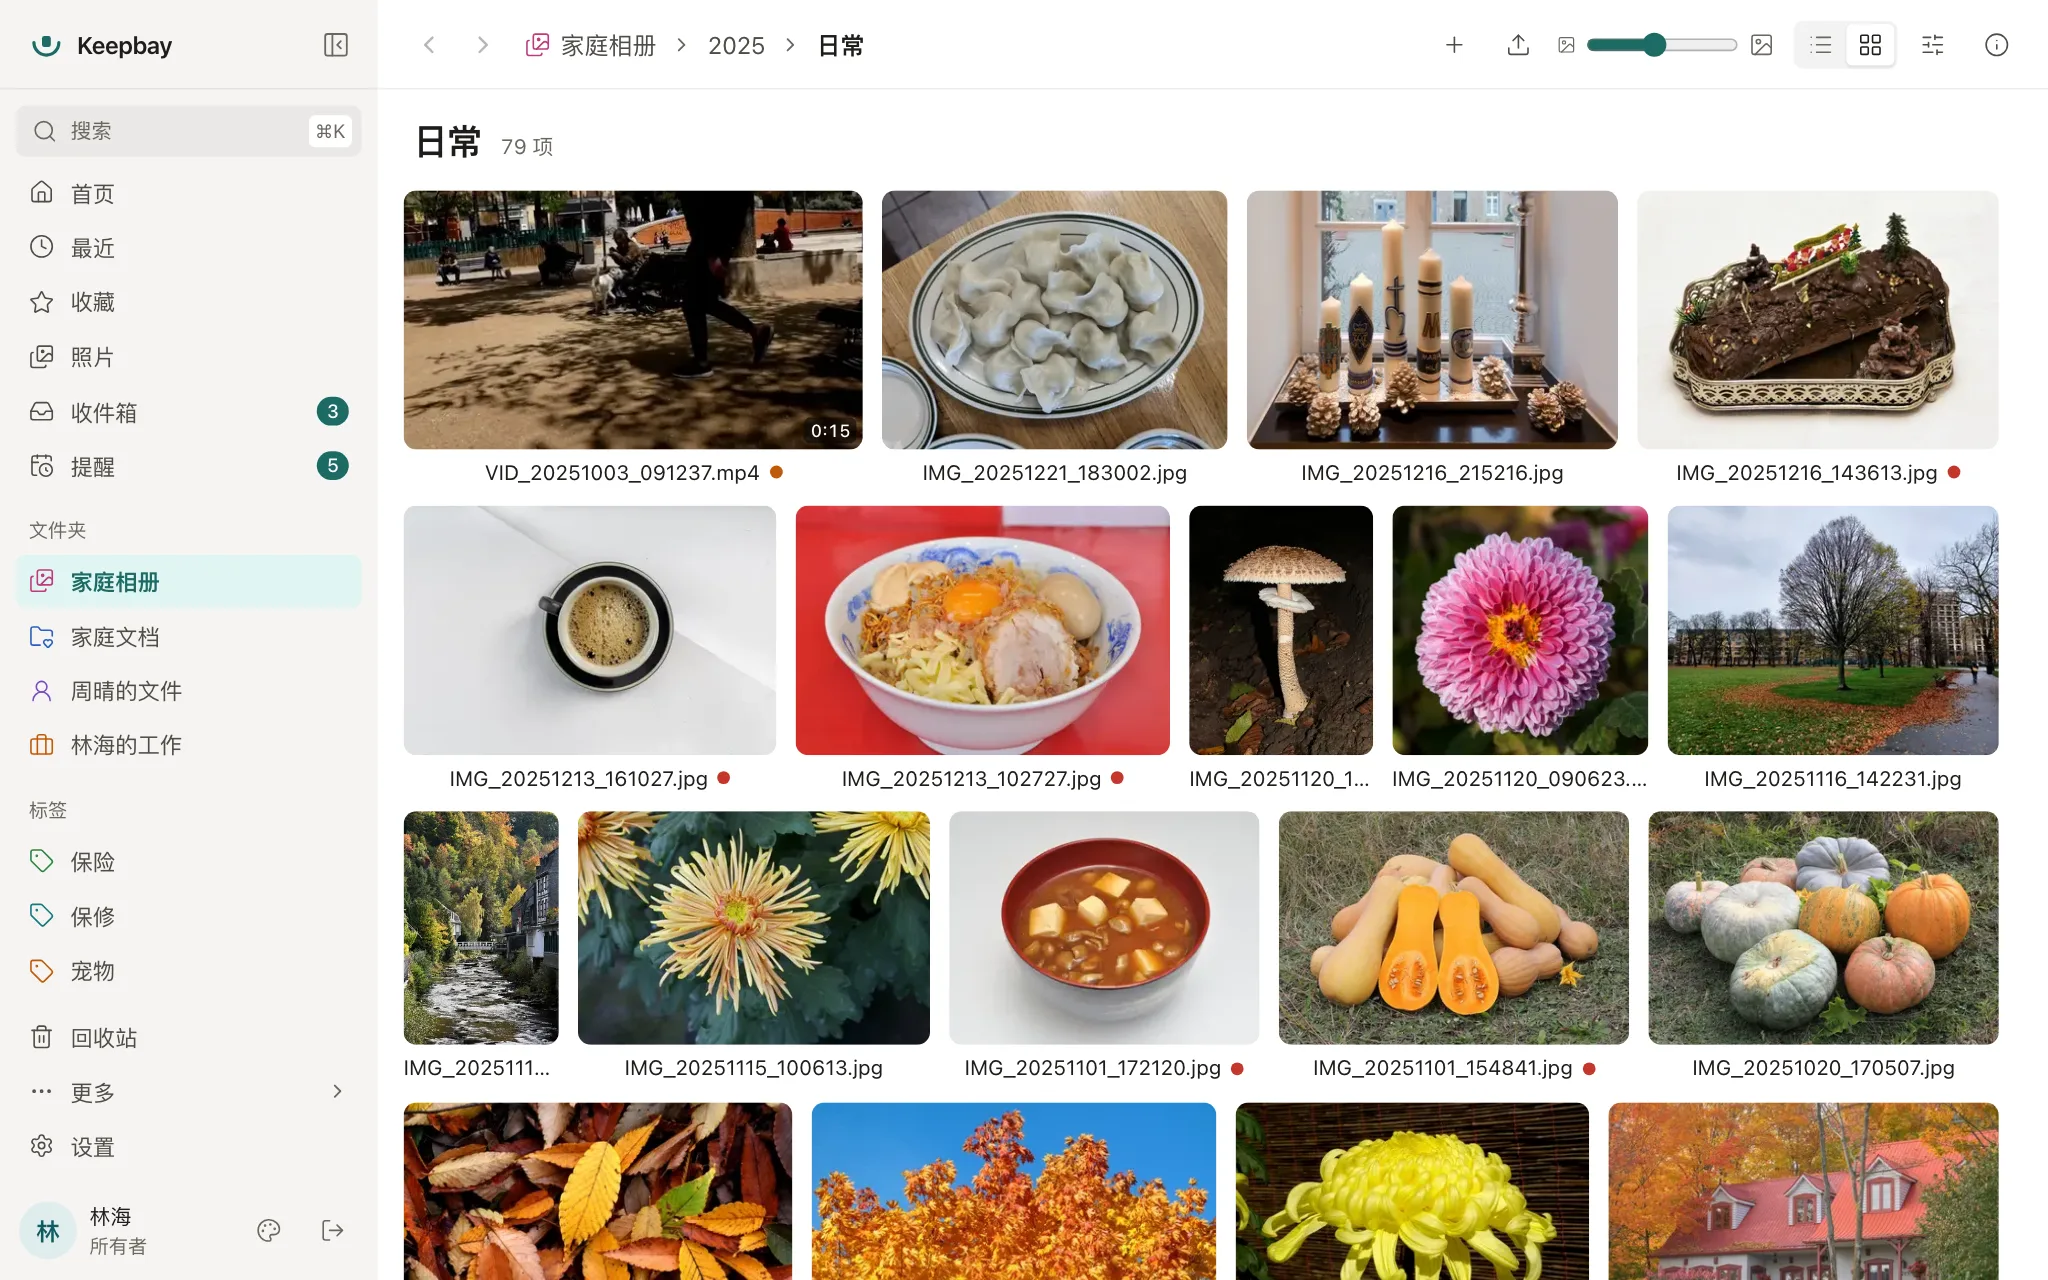 Keepbay
搜索 ⌘K
首页
最近
收藏
照片
收件箱 3
提醒 5
文件夹
家庭相册
家庭文档
周晴的文件
林海的工作
标签
保险
保修
宠物
回收站
更多
设置
林 林海
所有者
家庭相册 › 2025 › 日常
日常 79 项
0:15
VID_20251003_091237.mp4
IMG_20251221_183002.jpg
IMG_20251216_215216.jpg
IMG_20251216_143613.jpg
IMG_20251213_161027.jpg
IMG_20251213_102727.jpg
IMG_20251120_1...
IMG_20251120_090623....
IMG_20251116_142231.jpg
IMG_2025111...
IMG_20251115_100613.jpg
IMG_20251101_172120.jpg
IMG_20251101_154841.jpg
IMG_20251020_170507.jpg